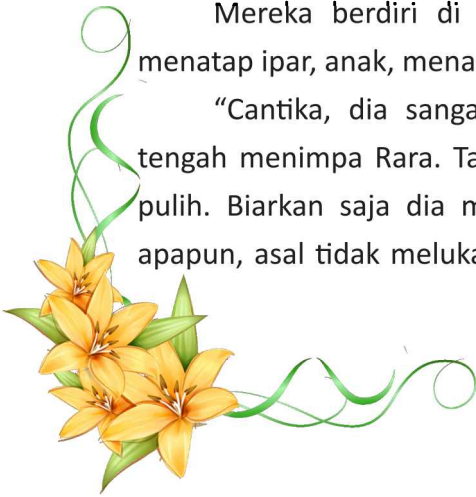 Mereka berdiri di
menatap ipar, anak, mena
“Cantika, dia sanga
tengah menimpa Rara. Ta
pulih. Biarkan saja dia m
apapun, asal tidak meluka